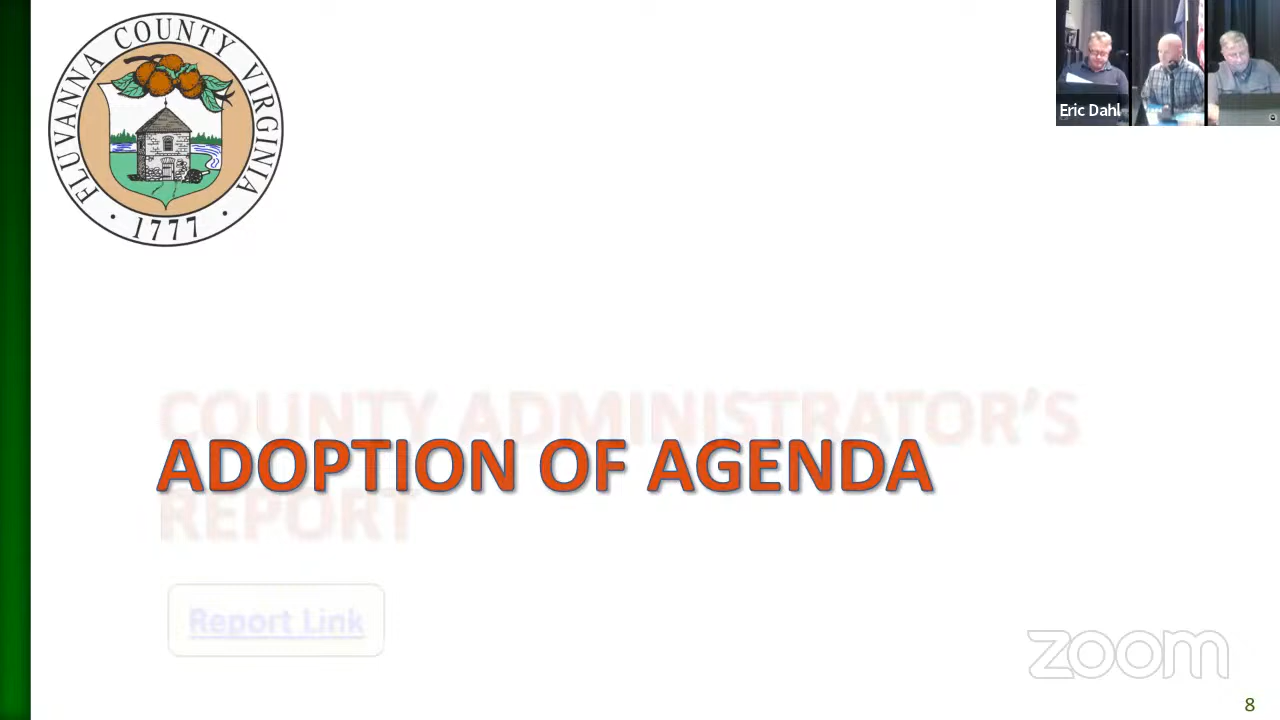 FLUVANNA COUNTY VIRGINIA
· 1777 ·
Eric Dahl
COUNTY ADMINISTRATOR'S
ADOPTION OF AGENDA
REPORT
Report Link
zoom
8